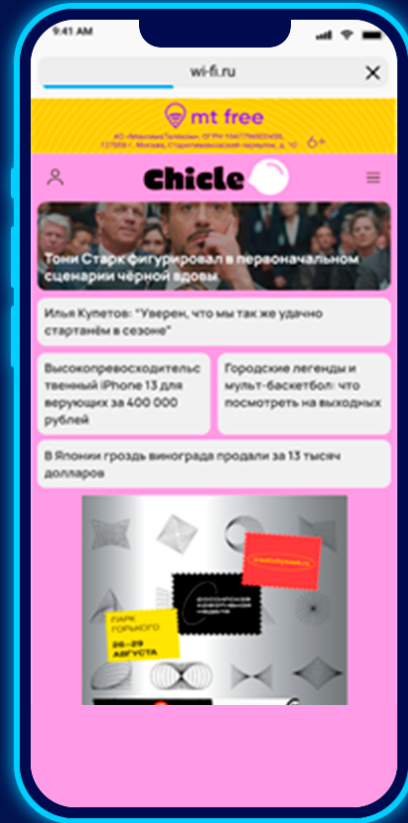 9:41 AM
wi-fi.ru
mt free
6+
Chicle
Тони Старк фигурировал в первоначальном
сценарии чёрной вдовы
Илья Купетов: "Уверен, что мы так же удачно
стартанём в сезоне"
Высокопревосходительс
твенный iPhone 13 для
верующих за 400 000
рублей
Городские легенды и
мульт-баскетбол: что
посмотреть на выходных
В Японии гроздь винограда продали за 13 тысяч
долларов
РОССИЙСКАЯ
КРЕАТИВНАЯ
НЕДЕЛЯ
ПАРК
ГОРЬКОГО
26–29
АВГУСТА